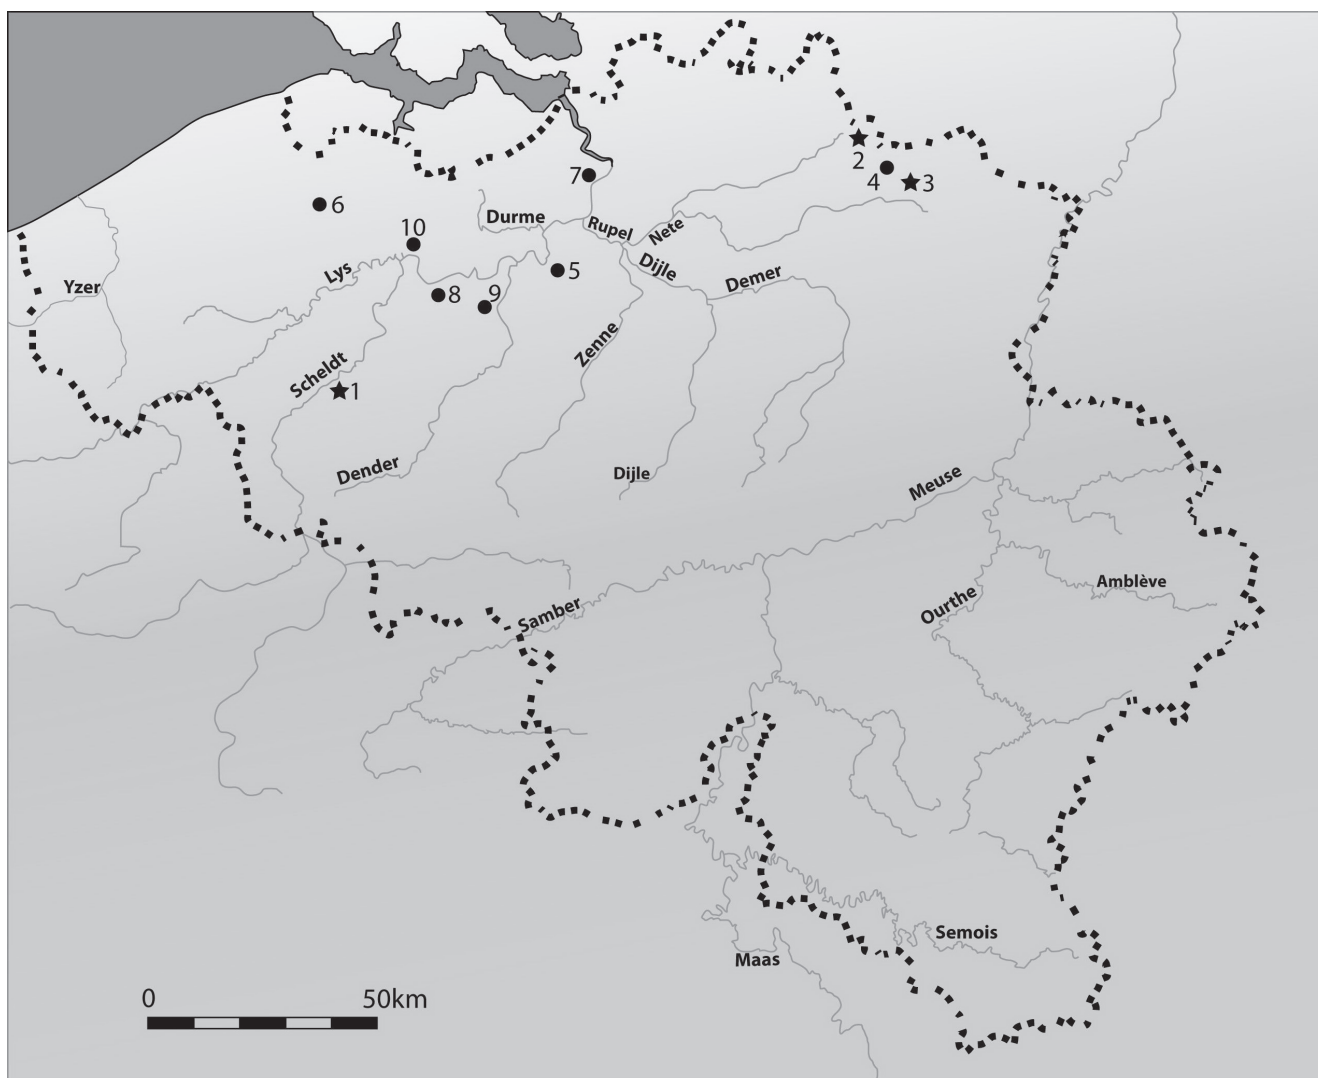 2
7
4
3
6
Durme
10
Rupel
Nete
Lys
Dijle
5
Demer
Yzer
8
9
Zenne
Scheldt
1
Dender
Dijle
Meuse
Amblève
Ourthe
Samber
Semois
Maas
0
50km